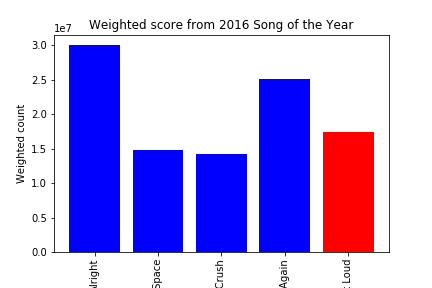 Weighted score from 2016 Song of the Year
1e7
Weighted count
3.0
2.5
2.0
1.5
1.0
0.5
0.0
Space
Crush
Again
Loud